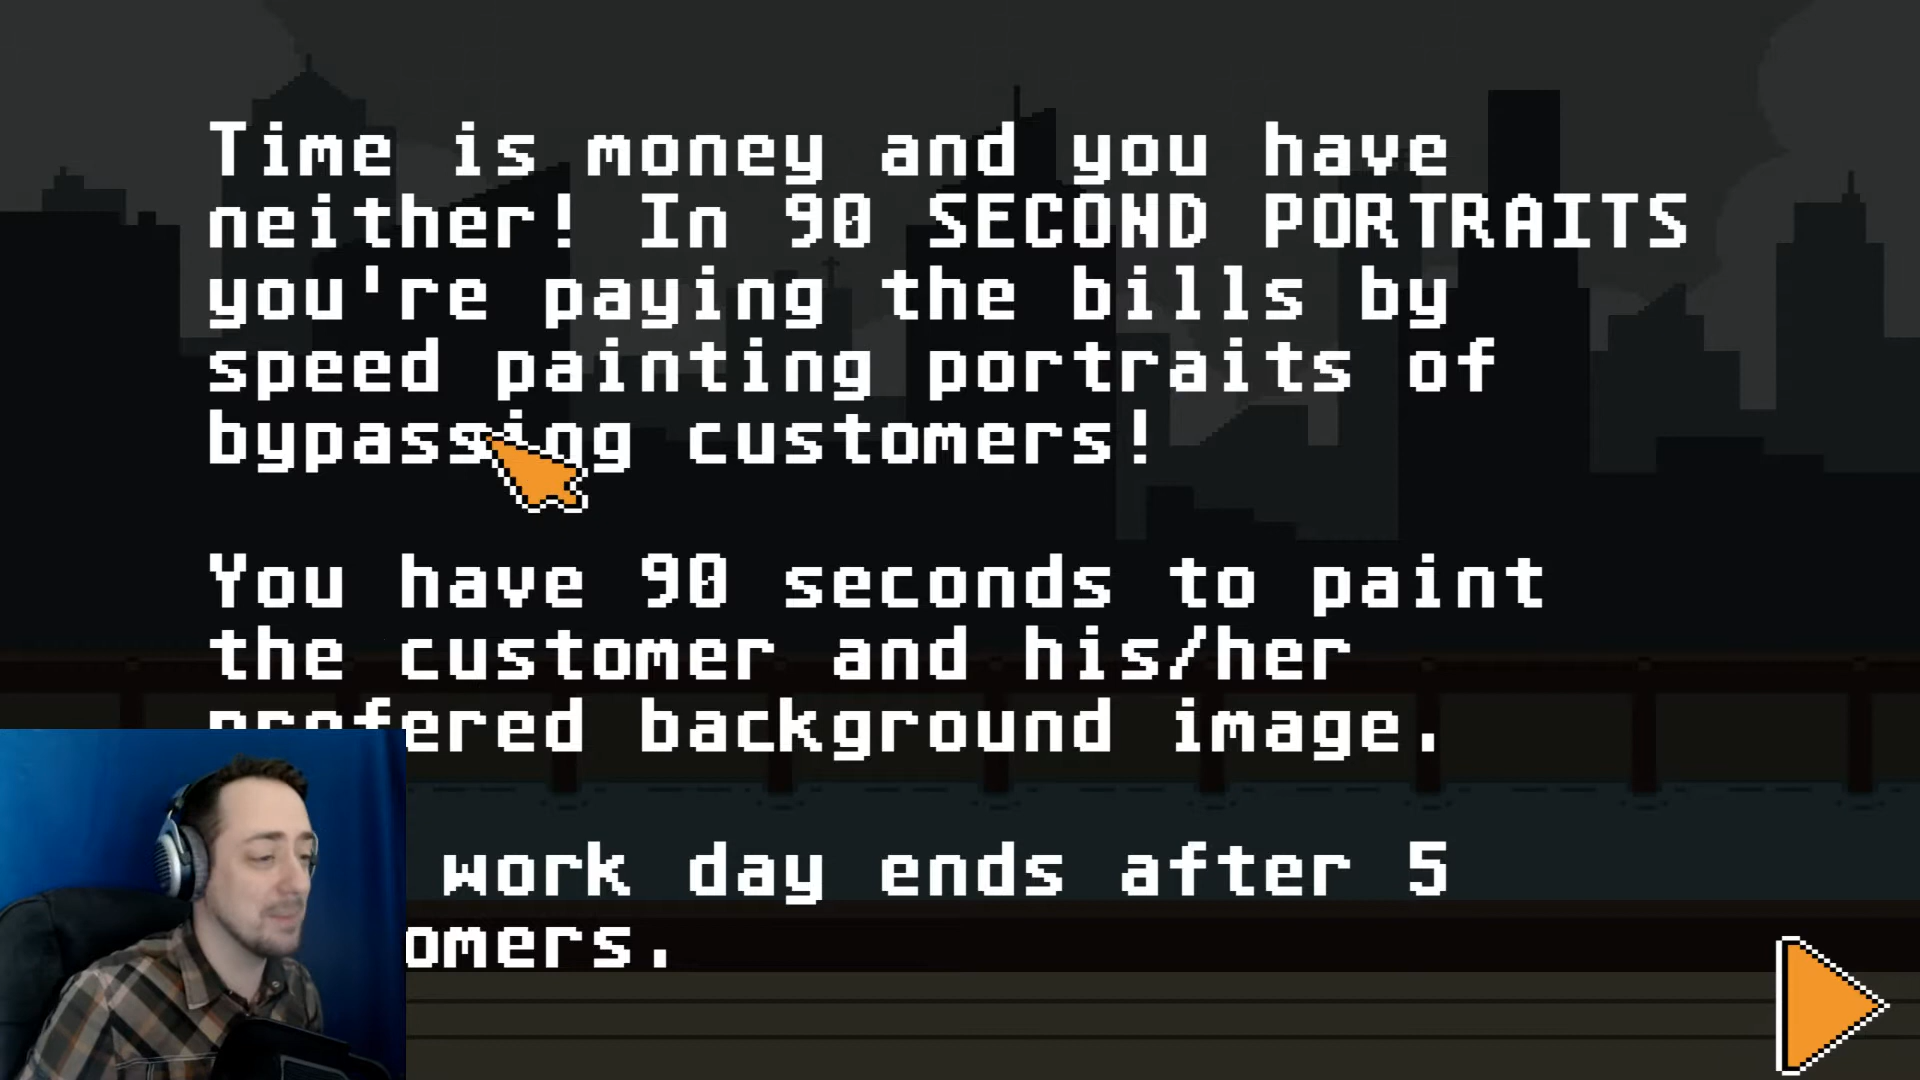 Time is money and you have
neither! In 90 SECOND PORTRAITS
you're paying the bills by
speed painting portraits of
bypassing customers!
You have 90 seconds to paint
the customer and his/her
prefered background image.
work day ends after 5
omers.